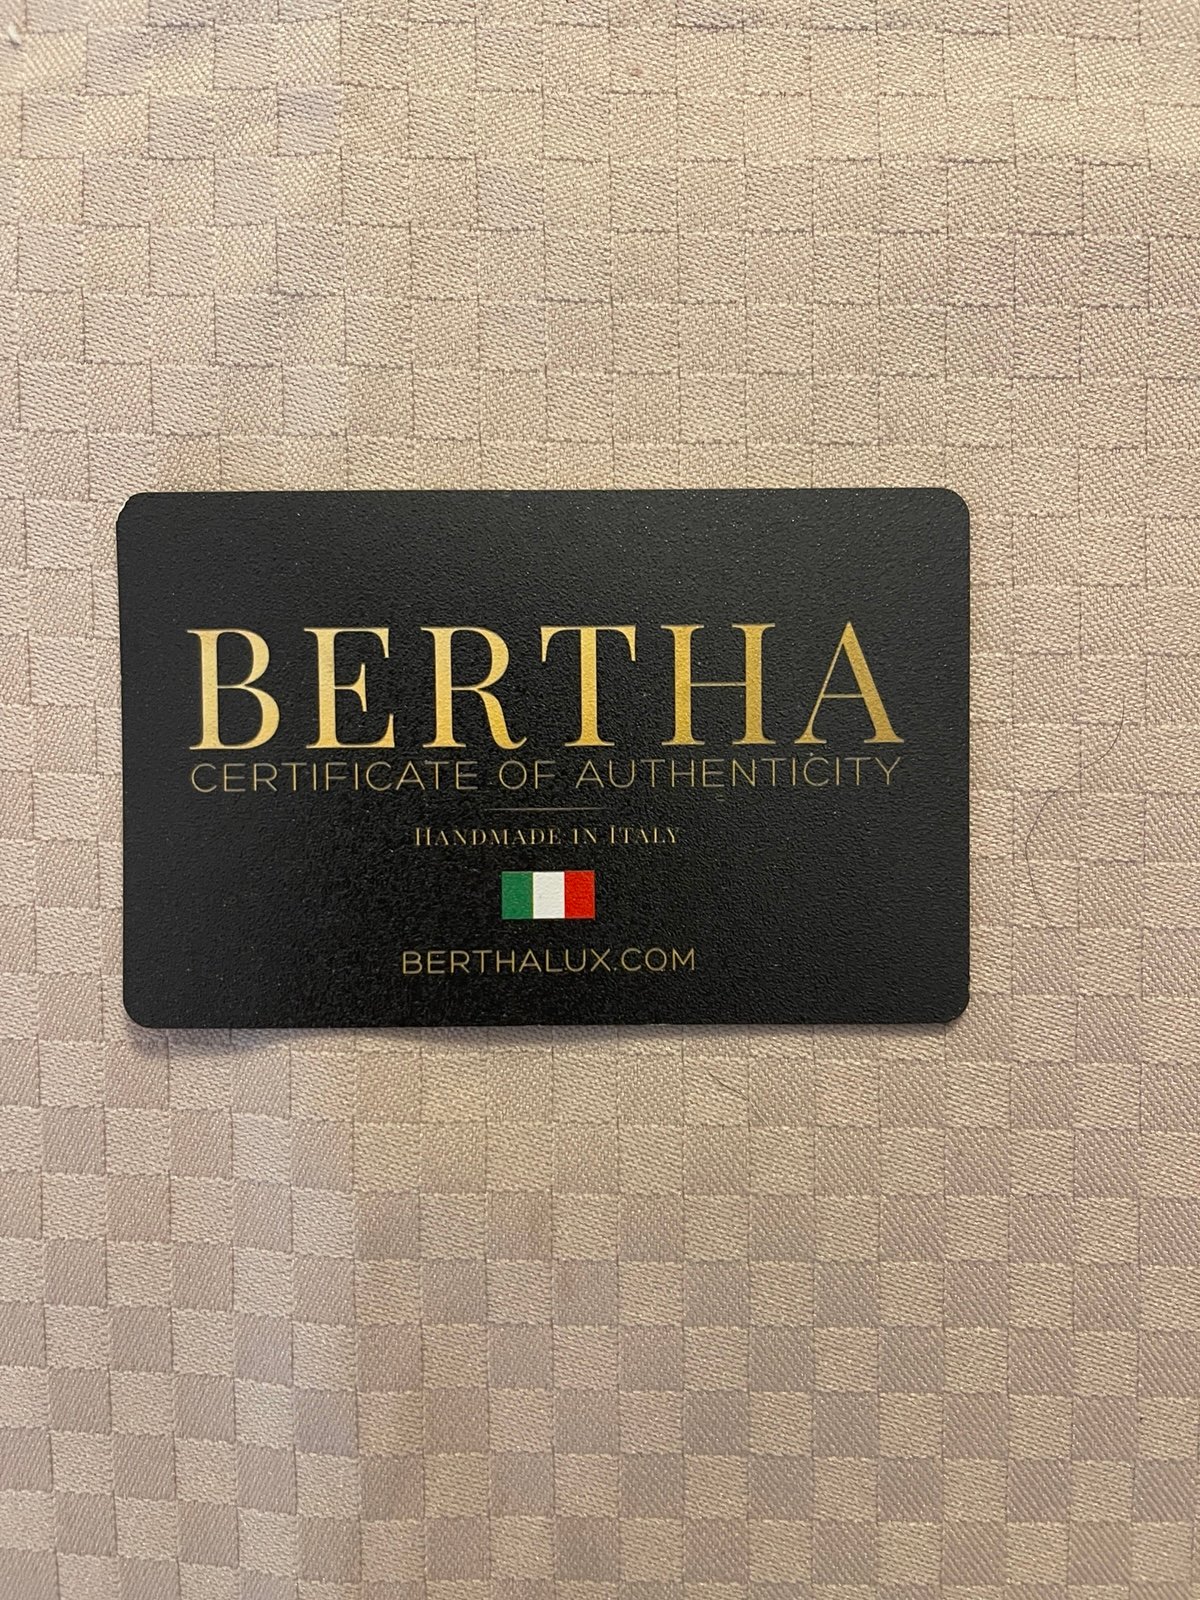 BERTHA
CERTIFICATE OF AUTHENTICITY
HANDMADE IN ITALY
BERTHALUX.COM